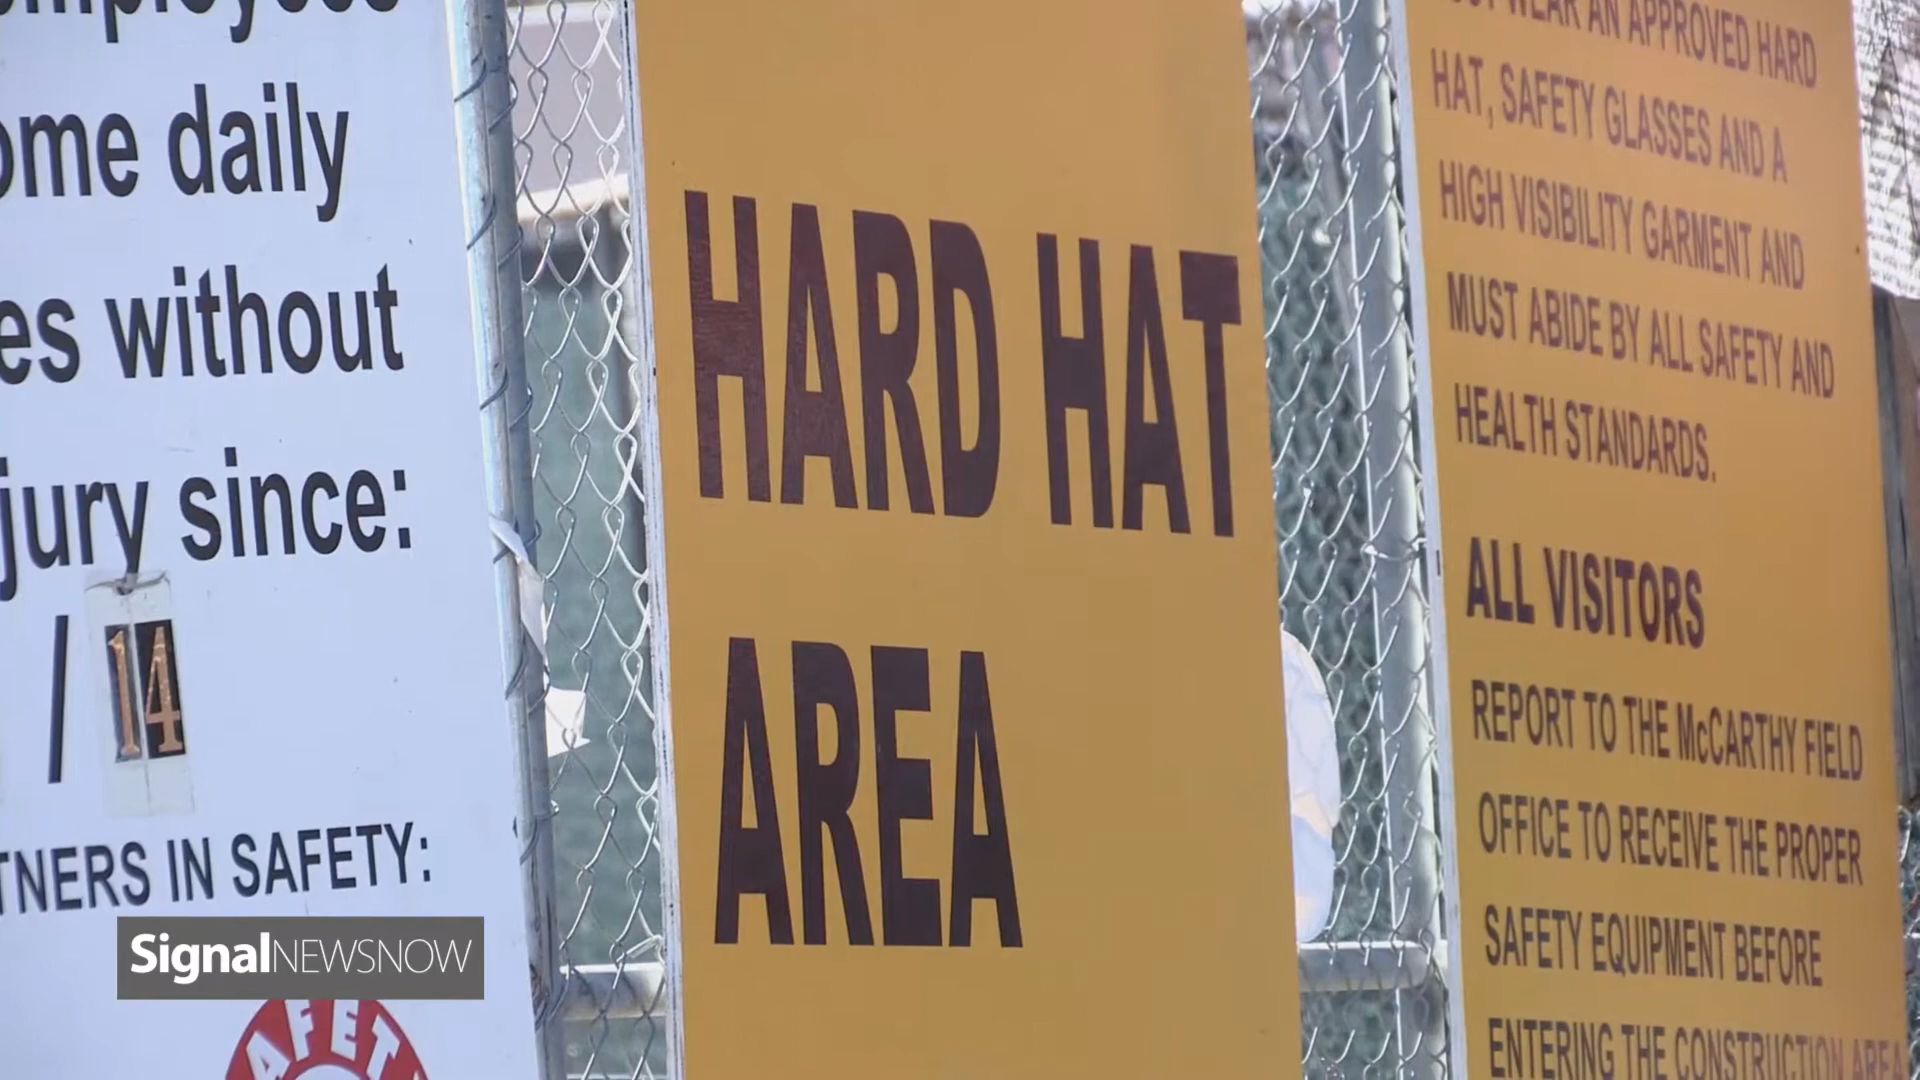 ome daily
es without
jury since:
/ 14
TNERS IN SAFETY:
SignalNEWSNOW
AFET
HARD HAT
AREA
WEAR AN APPROVED HARD
HAT, SAFETY GLASSES AND A
HIGH VISIBILITY GARMENT AND
MUST ABIDE BY ALL SAFETY AND
HEALTH STANDARDS.
ALL VISITORS
REPORT TO THE McCARTHY FIELD
OFFICE TO RECEIVE THE PROPER
SAFETY EQUIPMENT BEFORE
ENTERING THE CONSTRUCTION AREA